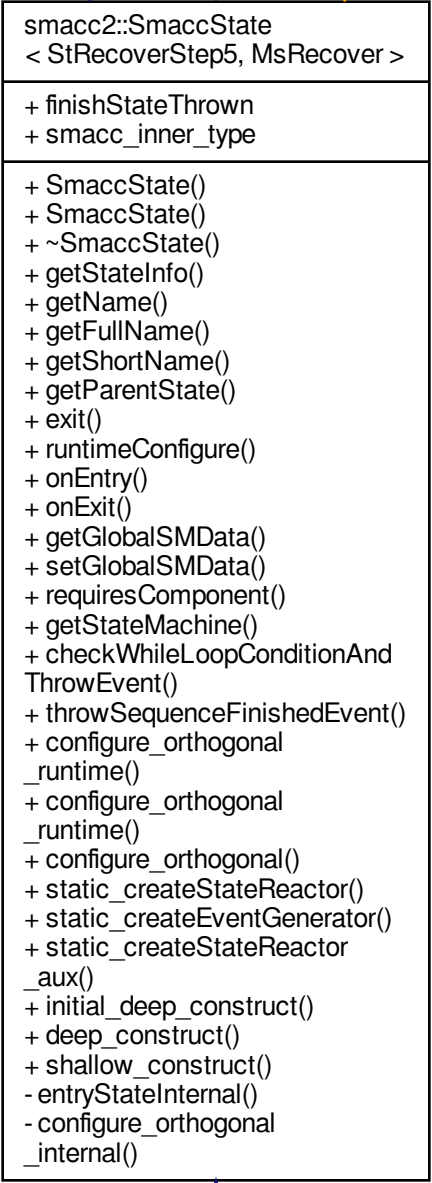 smacc2::SmaccState
< StRecoverStep5, MsRecover >
+ finishStateThrown
+ smacc_inner_type
+ SmaccState()
+ SmaccState()
+ ~SmaccState()
+ getStateInfo()
+ getName()
+ getFullName()
+ getShortName()
+ getParentState()
+ exit()
+ runtimeConfigure()
+ onEntry()
+ onExit()
+ getGlobalSMData()
+ setGlobalSMData()
+ requiresComponent()
+ getStateMachine()
+ checkWhileLoopConditionAnd
ThrowEvent()
+ throwSequenceFinishedEvent()
+ configure_orthogonal
_runtime()
+ configure_orthogonal
_runtime()
+ configure_orthogonal()
+ static_createStateReactor()
+ static_createEventGenerator()
+ static_createStateReactor
_aux()
+ initial_deep_construct()
+ deep_construct()
+ shallow_construct()
- entryStateInternal()
- configure_orthogonal
_internal()